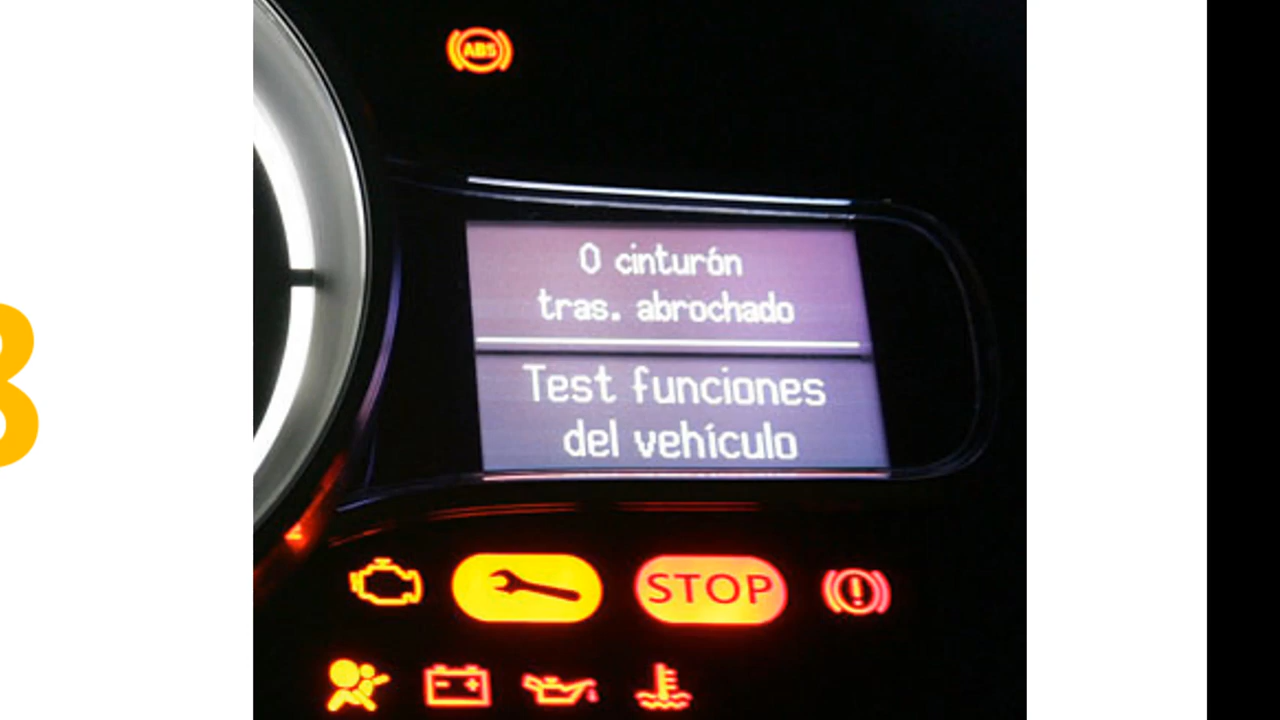 ABS
0 cinturón
tras. abrochado
Test funciones
del vehículo
STOP